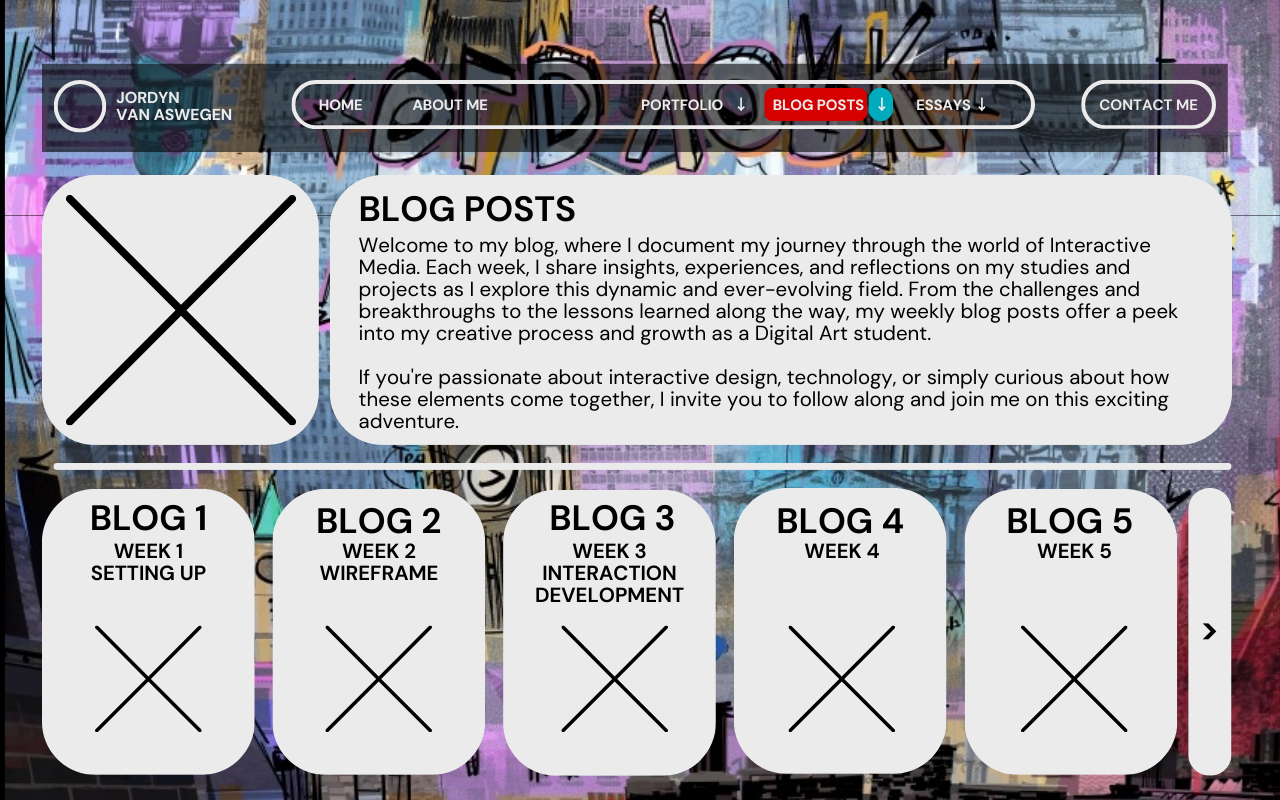 JORDYN
VAN ASWEGEN
HOME
ABOUT ME
PORTFOLIO ↓
BLOG POSTS ↓
ESSAYS ↓
CONTACT ME
BLOG POSTS
Welcome to my blog, where I document my journey through the world of Interactive
Media. Each week, I share insights, experiences, and reflections on my studies and
projects as I explore this dynamic and ever-evolving field. From the challenges and
breakthroughs to the lessons learned along the way, my weekly blog posts offer a peek
into my creative process and growth as a Digital Art student.
If you're passionate about interactive design, technology, or simply curious about how
these elements come together, I invite you to follow along and join me on this exciting
adventure.
BLOG 1
WEEK 1
SETTING UP
BLOG 2
WEEK 2
WIREFRAME
BLOG 3
WEEK 3
INTERACTION
DEVELOPMENT
BLOG 4
WEEK 4
BLOG 5
WEEK 5
>